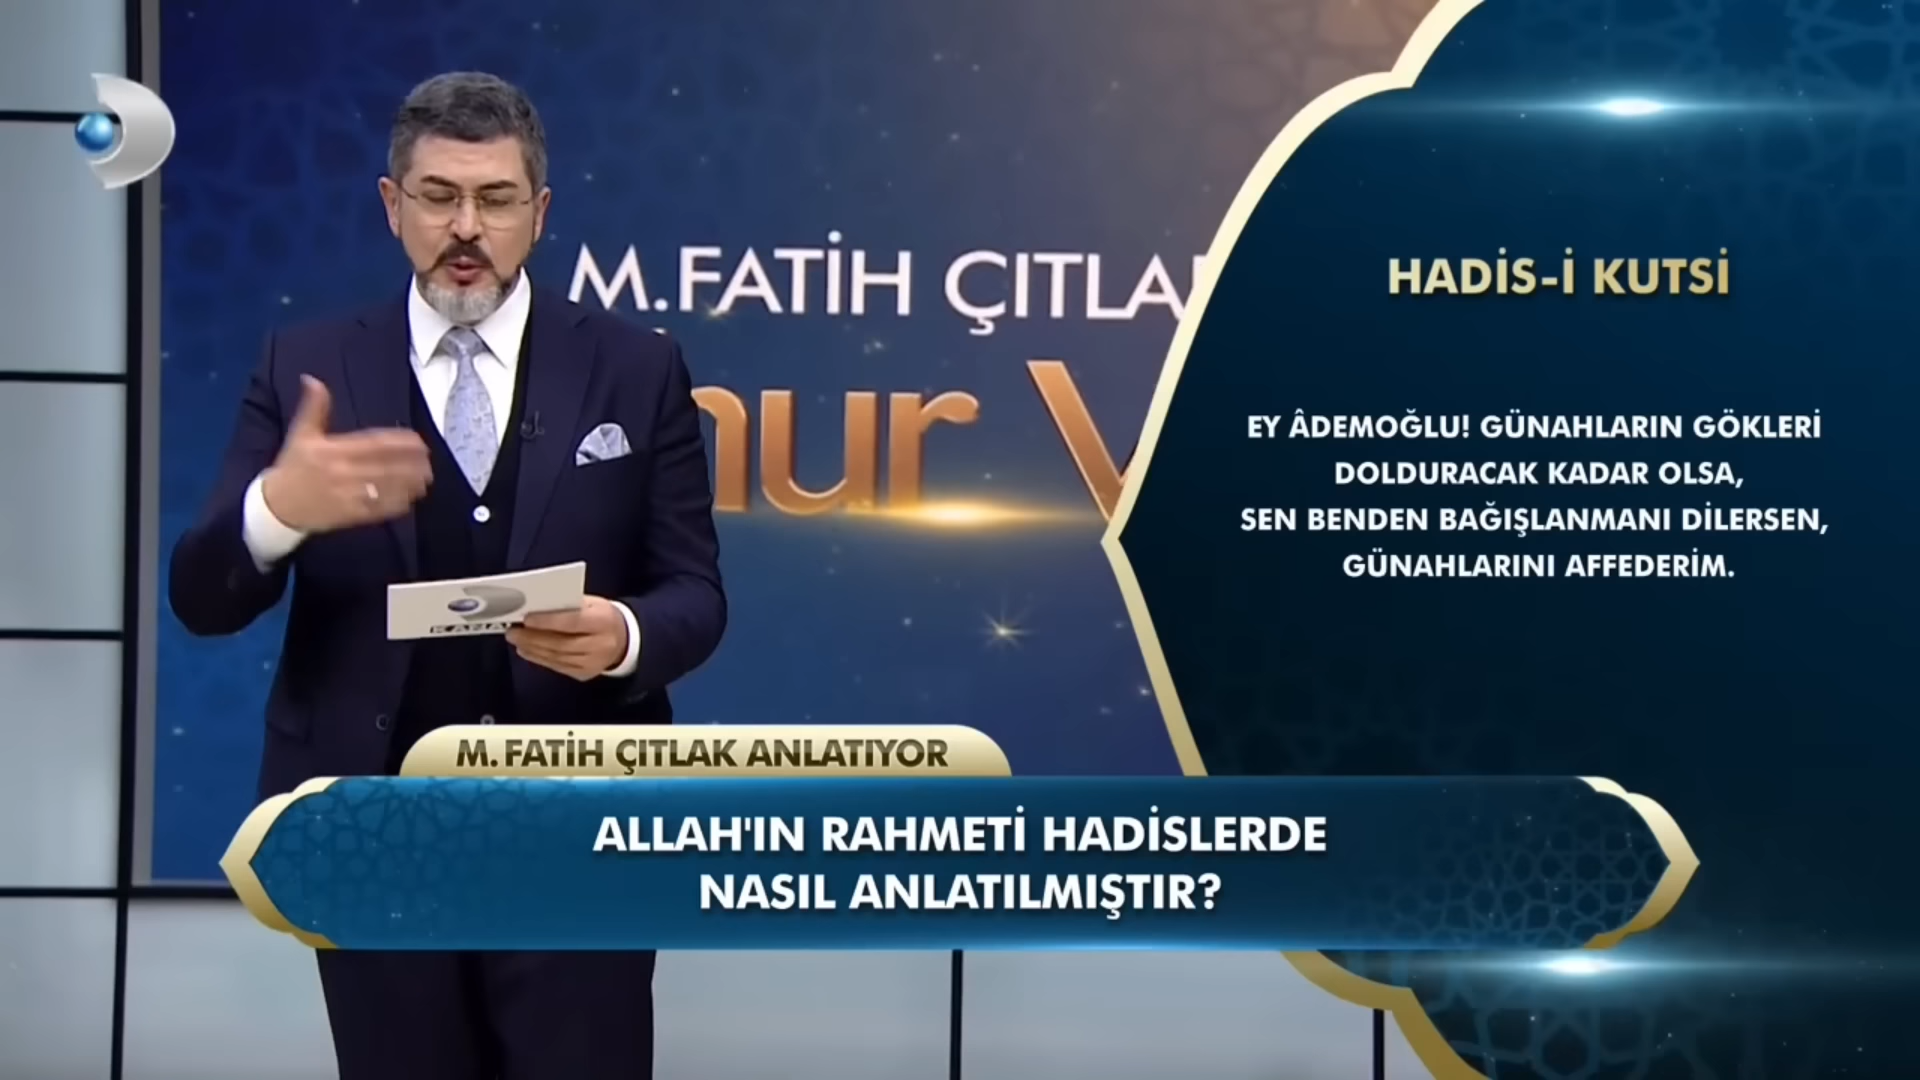 M.FATİH ÇITLA
nur V
KANAL
HADİS-İ KUTSİ
EY ÂDEMOĞLU! GÜNAHLARIN GÖKLERİ
DOLDURACAK KADAR OLSA,
SEN BENDEN BAĞIŞLANMANI DİLERSEN,
GÜNAHLARINI AFFEDERİM.
M. FATİH ÇITLAK ANLATIYOR
ALLAH'IN RAHMETİ HADİSLERDE
NASIL ANLATILMIŞTIR?